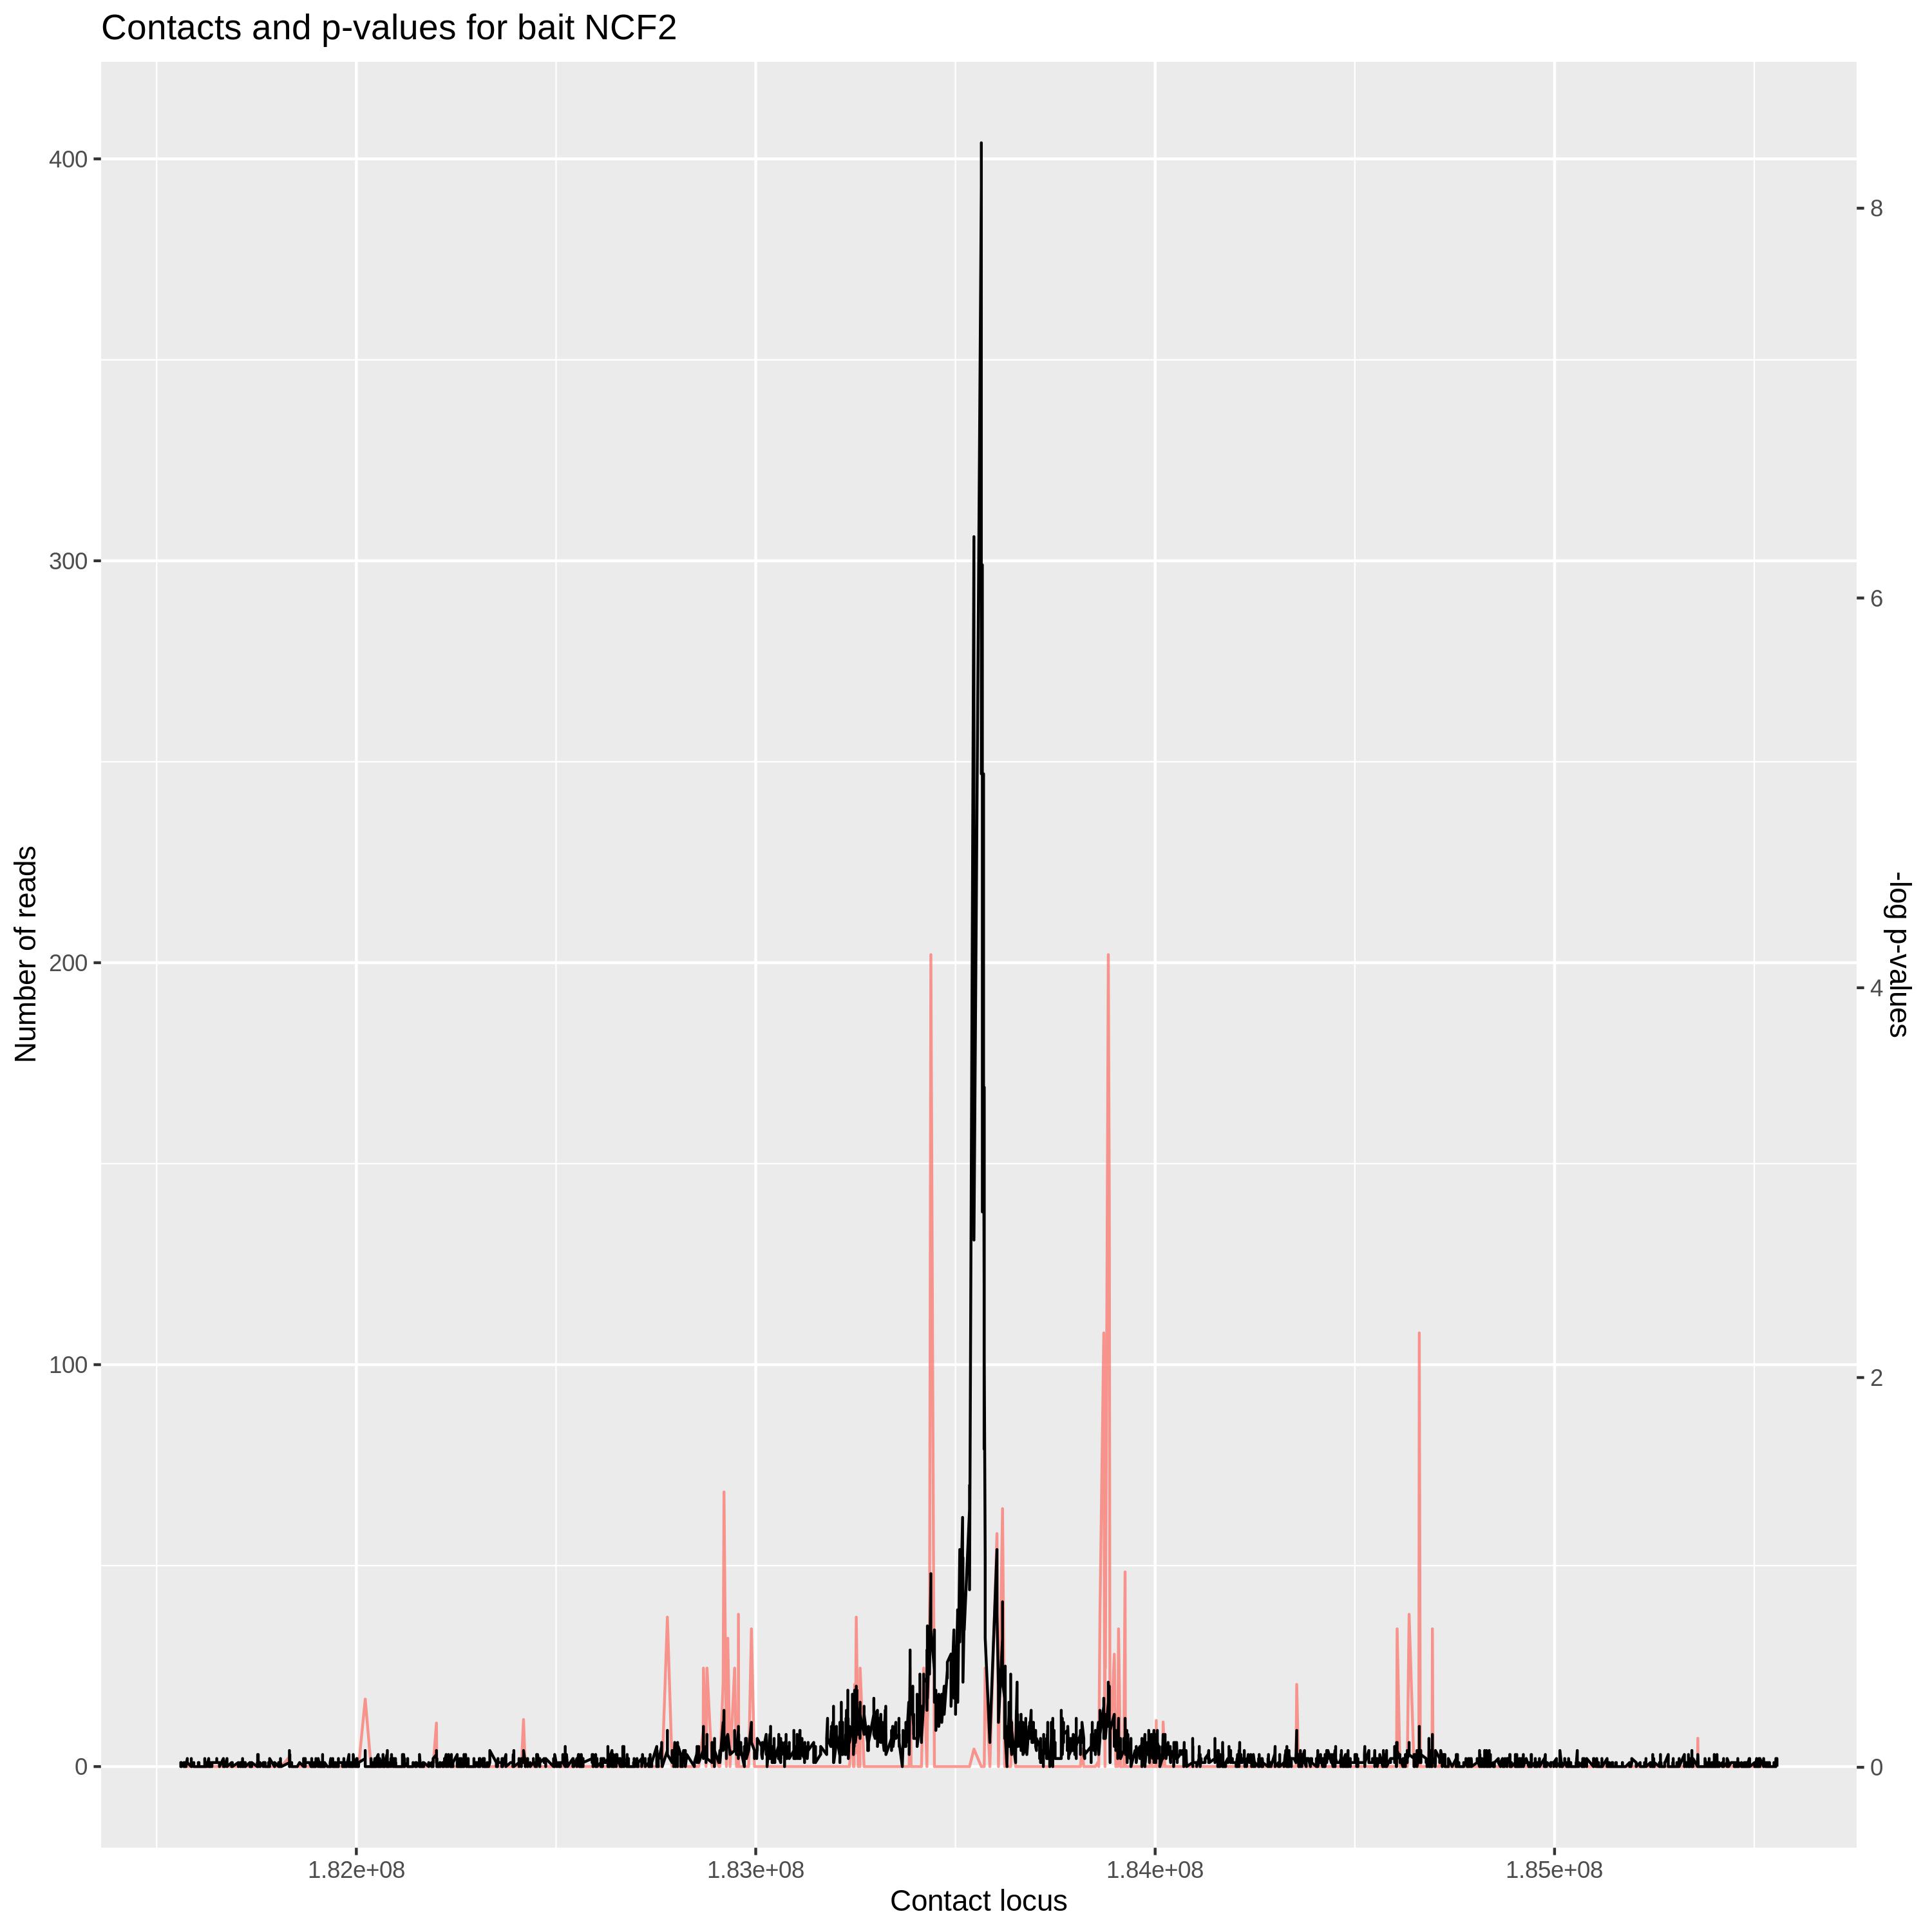 Contacts and p-values for bait NCF2
400
300
200
100
0
Number of reads
8
6
4
2
0
-log p-values
1.82e+08
1.83e+08
1.84e+08
1.85e+08
Contact locus